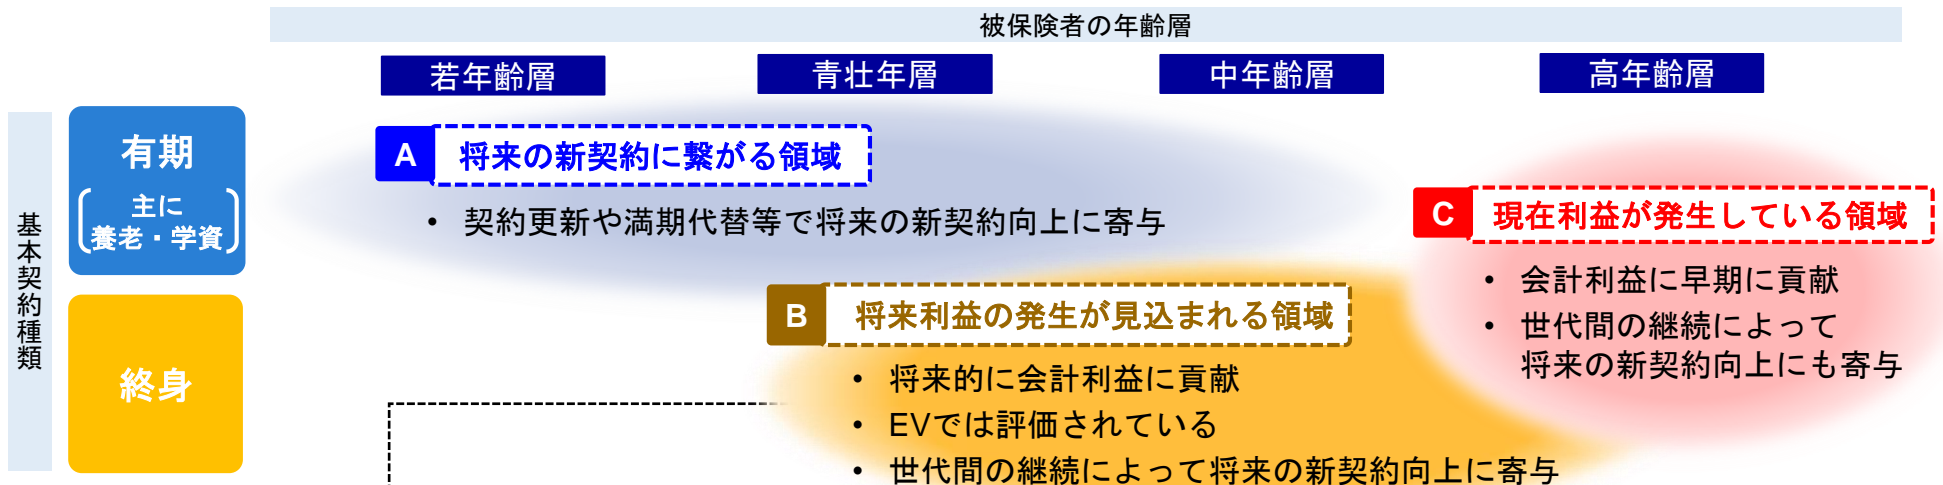 被保険者の年齢層
若年齢層
青壮年層
中年齢層
高年齢層
基本契約種類
有期
主に
養老・学資
終身
A
将来の新契約に繋がる領域
• 契約更新や満期代替等で将来の新契約向上に寄与
B
将来利益の発生が見込まれる領域
• 将来的に会計利益に貢献
• EVでは評価されている
• 世代間の継続によって将来の新契約向上に寄与
C
現在利益が発生している領域
• 会計利益に早期に貢献
• 世代間の継続によって
将来の新契約向上にも寄与